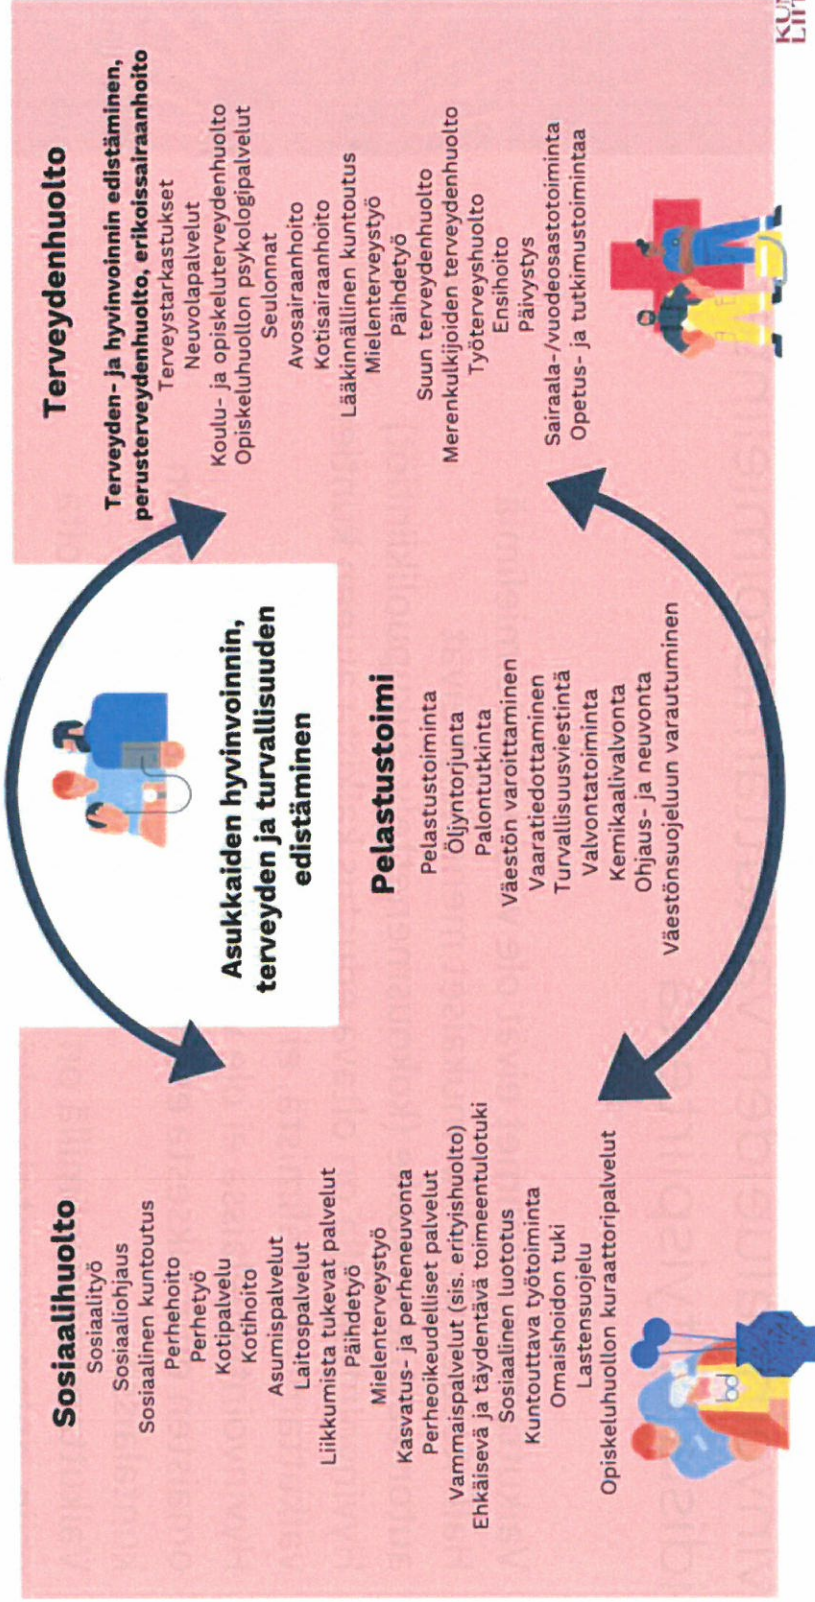 Sosiaalihuolto
Sosiaalityö
Sosiaaliohjaus
Sosiaalinen kuntoutus
Perhehoito
Perhetyö
Kotipalvelu
Kotihoito
Asumispalvelut
Laitospalvelut
Liikkumista tukevat palvelut
Päihdetyö
Mielenterveystyö
Kasvatus- ja perheneuvonta
Perheoikeudelliset palvelut
Vammaispalvelut (sis. erityishuolto)
Ehkäisevä ja täydentävä toimeentulotuki
Sosiaalinen luototus
Kuntouttava työtoiminta
Omaishoidon tuki
Lastensuojelu
Opiskeluhuollon kuraattoripalvelut
Asukkaiden hyvinvoinnin,
terveyden ja turvallisuuden
edistäminen
Pelastustoimi
Pelastustoiminta
Öljyntorjunta
Palontutkinta
Väestön varoittaminen
Vaaratiedottaminen
Turvallisuusviestintä
Valvontatoiminta
Kemikaalivalvonta
Ohjaus- ja neuvonta
Väestönsuojeluun varautuminen
Terveydenhuolto
Terveyden- ja hyvinvoinnin edistäminen,
perusterveydenhuolto, erikoissairaanhoito
Terveystarkastukset
Neuvolapalvelut
Koulu- ja opiskeluterveydenhuolto
Opiskeluhuollon psykologipalvelut
Seulonnat
Avosairaanhoito
Kotisairaanhoito
Lääkinnällinen kuntoutus
Mielenterveystyö
Päihdetyö
Suun terveydenhuolto
Merenkulkijoiden terveydenhuolto
Työterveyshuolto
Ensihoito
Päivystys
Sairaala-/vuodeosastotoiminta
Opetus- ja tutkimustoimintaa